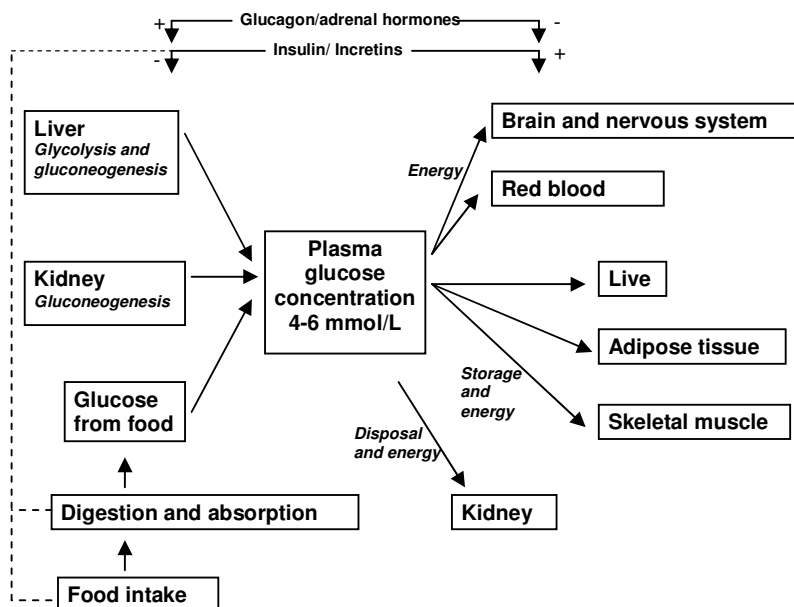 + Glucagon/adrenal hormones -
- Insulin/ Incretins +
Liver
Glycolysis and
gluconeogenesis
Kidney
Gluconeogenesis
Glucose
from food
Digestion and absorption
Food intake
Plasma
glucose
concentration
4-6 mmol/L
Energy
Brain and nervous system
Red blood
Live
Adipose tissue
Storage
and
energy
Skeletal muscle
Disposal
and energy
Kidney